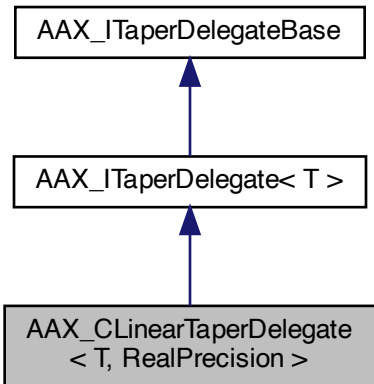 AAX_ITaperDelegateBase
AAX_ITaperDelegate< T >
AAX_CLinearTaperDelegate
< T, RealPrecision >